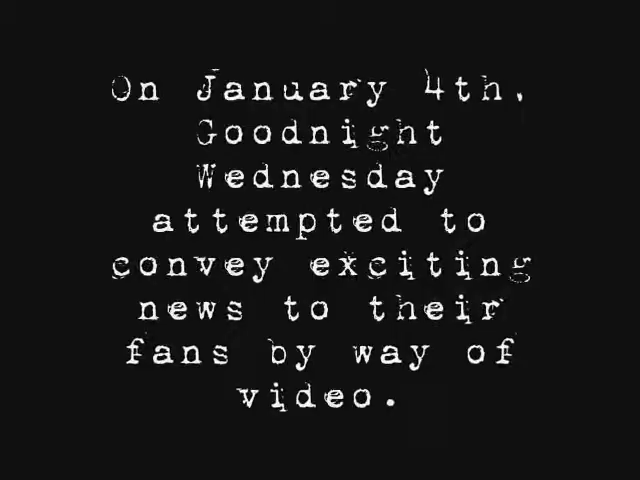 On January 4th,
Goodnight
Wednesday
attempted to
convey exciting
news to their
fans by way of
video.